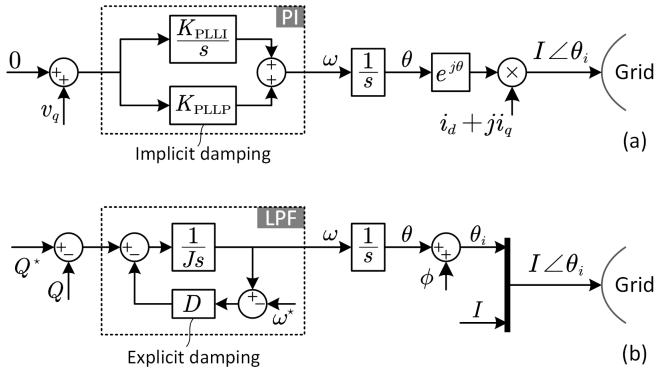 PI
K_PLLI
s
0
+
+
+
+
ω
1
s
θ
e^{jθ}
×
I∠θ_i
Grid
v_q
K_PLLP
i_d + ji_q
Implicit damping
(a)
LPF
Q*
+
−
Q
+
−
1
Js
ω
1
s
θ
+
+
θ_i
I∠θ_i
Grid
D
+
−
ω*
ϕ
I
Explicit damping
(b)